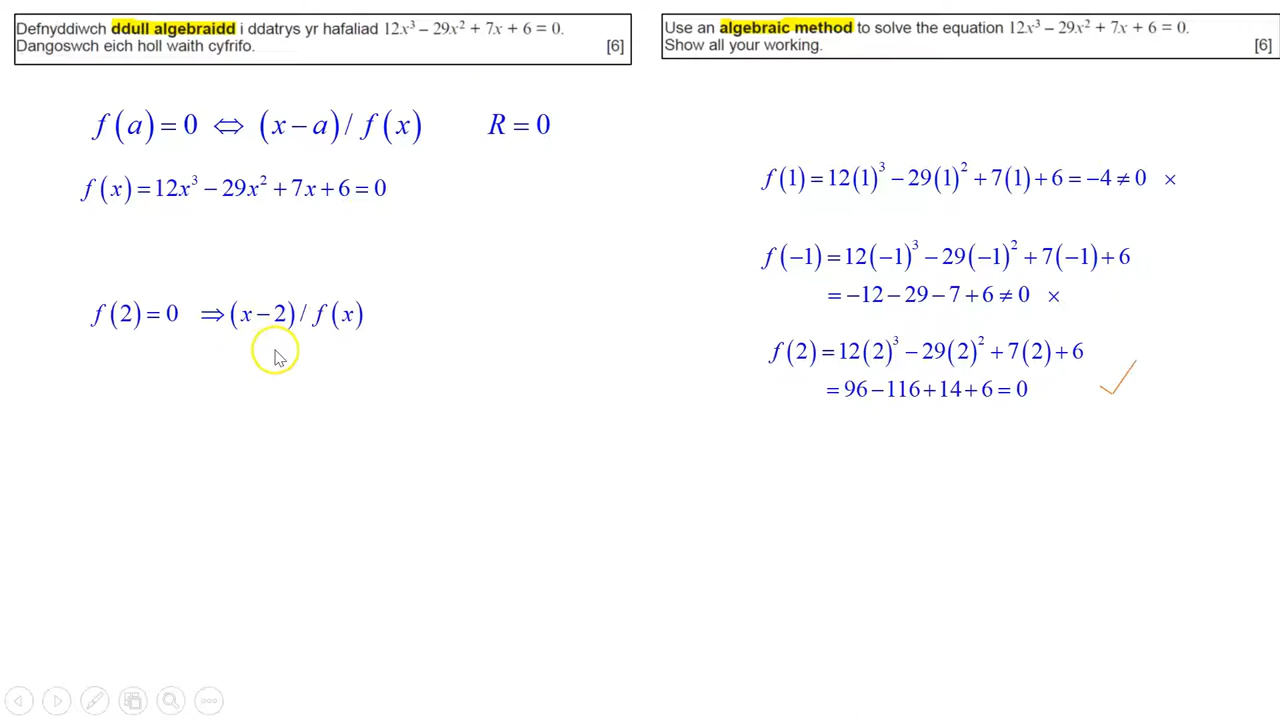 Defnyddiwch ddull algebraidd i ddatrys yr hafaliad 12x³ – 29x² + 7x + 6 = 0.
Dangoswch eich holl waith cyfrifo. [6]
Use an algebraic method to solve the equation 12x³ – 29x² + 7x + 6 = 0.
Show all your working. [6]
f(a) = 0 ⇔ (x – a) / f(x) R = 0
f(x) = 12x³ – 29x² + 7x + 6 = 0
f(2) = 0 ⇒ (x – 2) / f(x)
f(1) = 12(1)³ – 29(1)² + 7(1) + 6 = –4 ≠ 0 ×
f(–1) = 12(–1)³ – 29(–1)² + 7(–1) + 6
= –12 – 29 – 7 + 6 ≠ 0 ×
f(2) = 12(2)³ – 29(2)² + 7(2) + 6
= 96 – 116 + 14 + 6 = 0 ✓